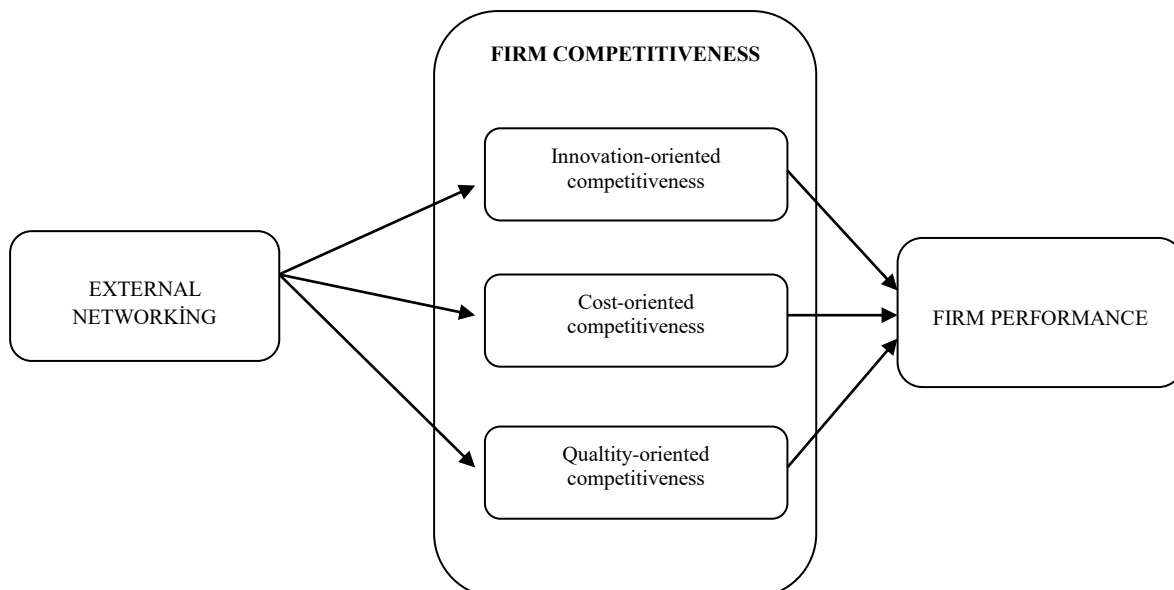 FIRM COMPETITIVENESS
Innovation-oriented
competitiveness
EXTERNAL
NETWORKİNG
Cost-oriented
competitiveness
FIRM PERFORMANCE
Qualtity-oriented
competitiveness